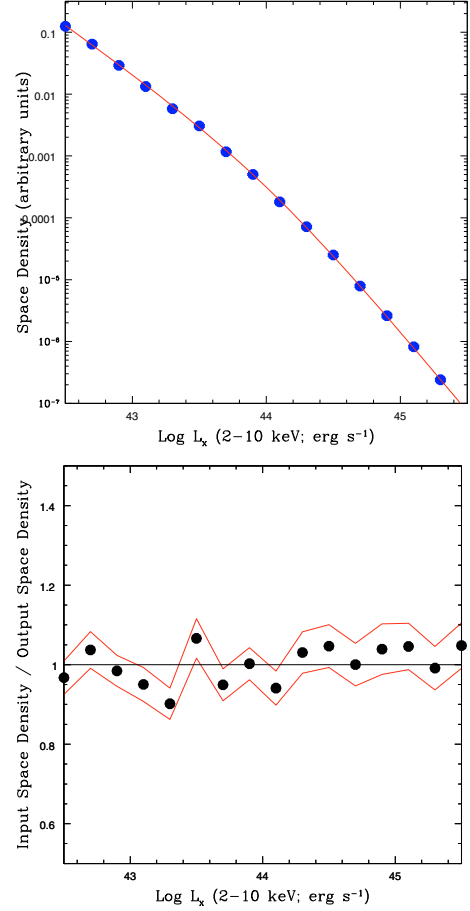 0.1
0.01
0.001
0.0001
10⁻⁵
10⁻⁶
10⁻⁷
Space Density (arbitrary units)
43 44 45
Log Lₓ (2−10 keV; erg s⁻¹)
1.4
1.2
1
0.8
0.6
Input Space Density / Output Space Density
43 44 45
Log Lₓ (2−10 keV; erg s⁻¹)